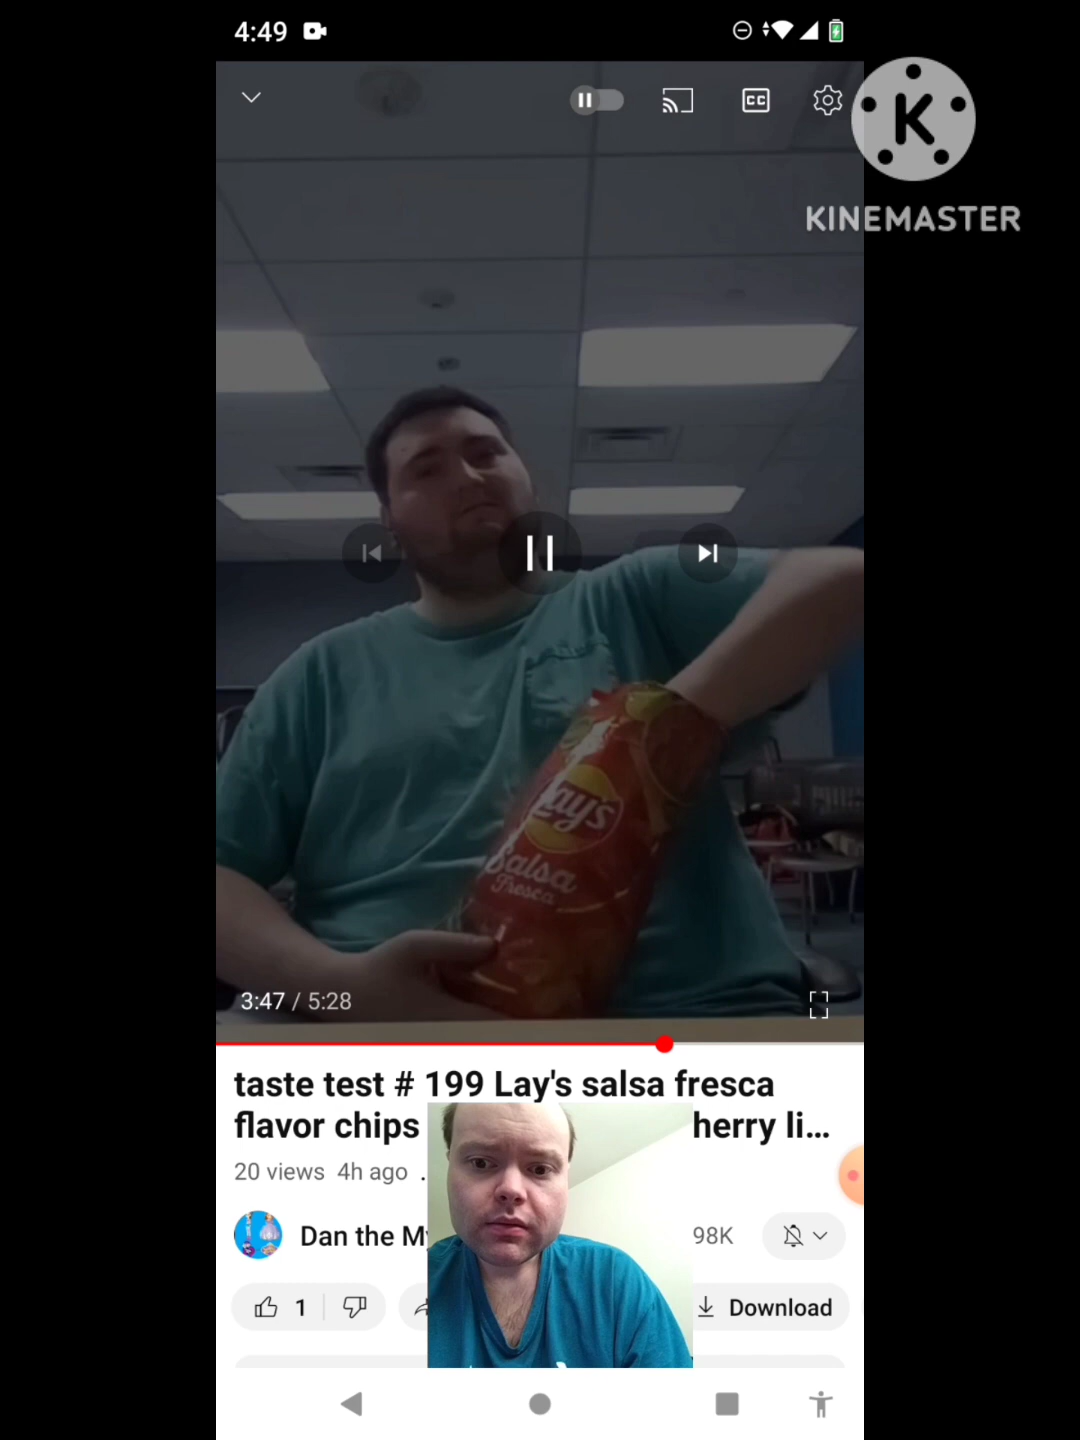 4:49
CC
K
KINEMASTER
Lay's
Salsa
Fresca
3:47 / 5:28
taste test # 199 Lay's salsa fresca
flavor chips herry li...
20 views 4h ago .
Dan the M 98K
1 Download